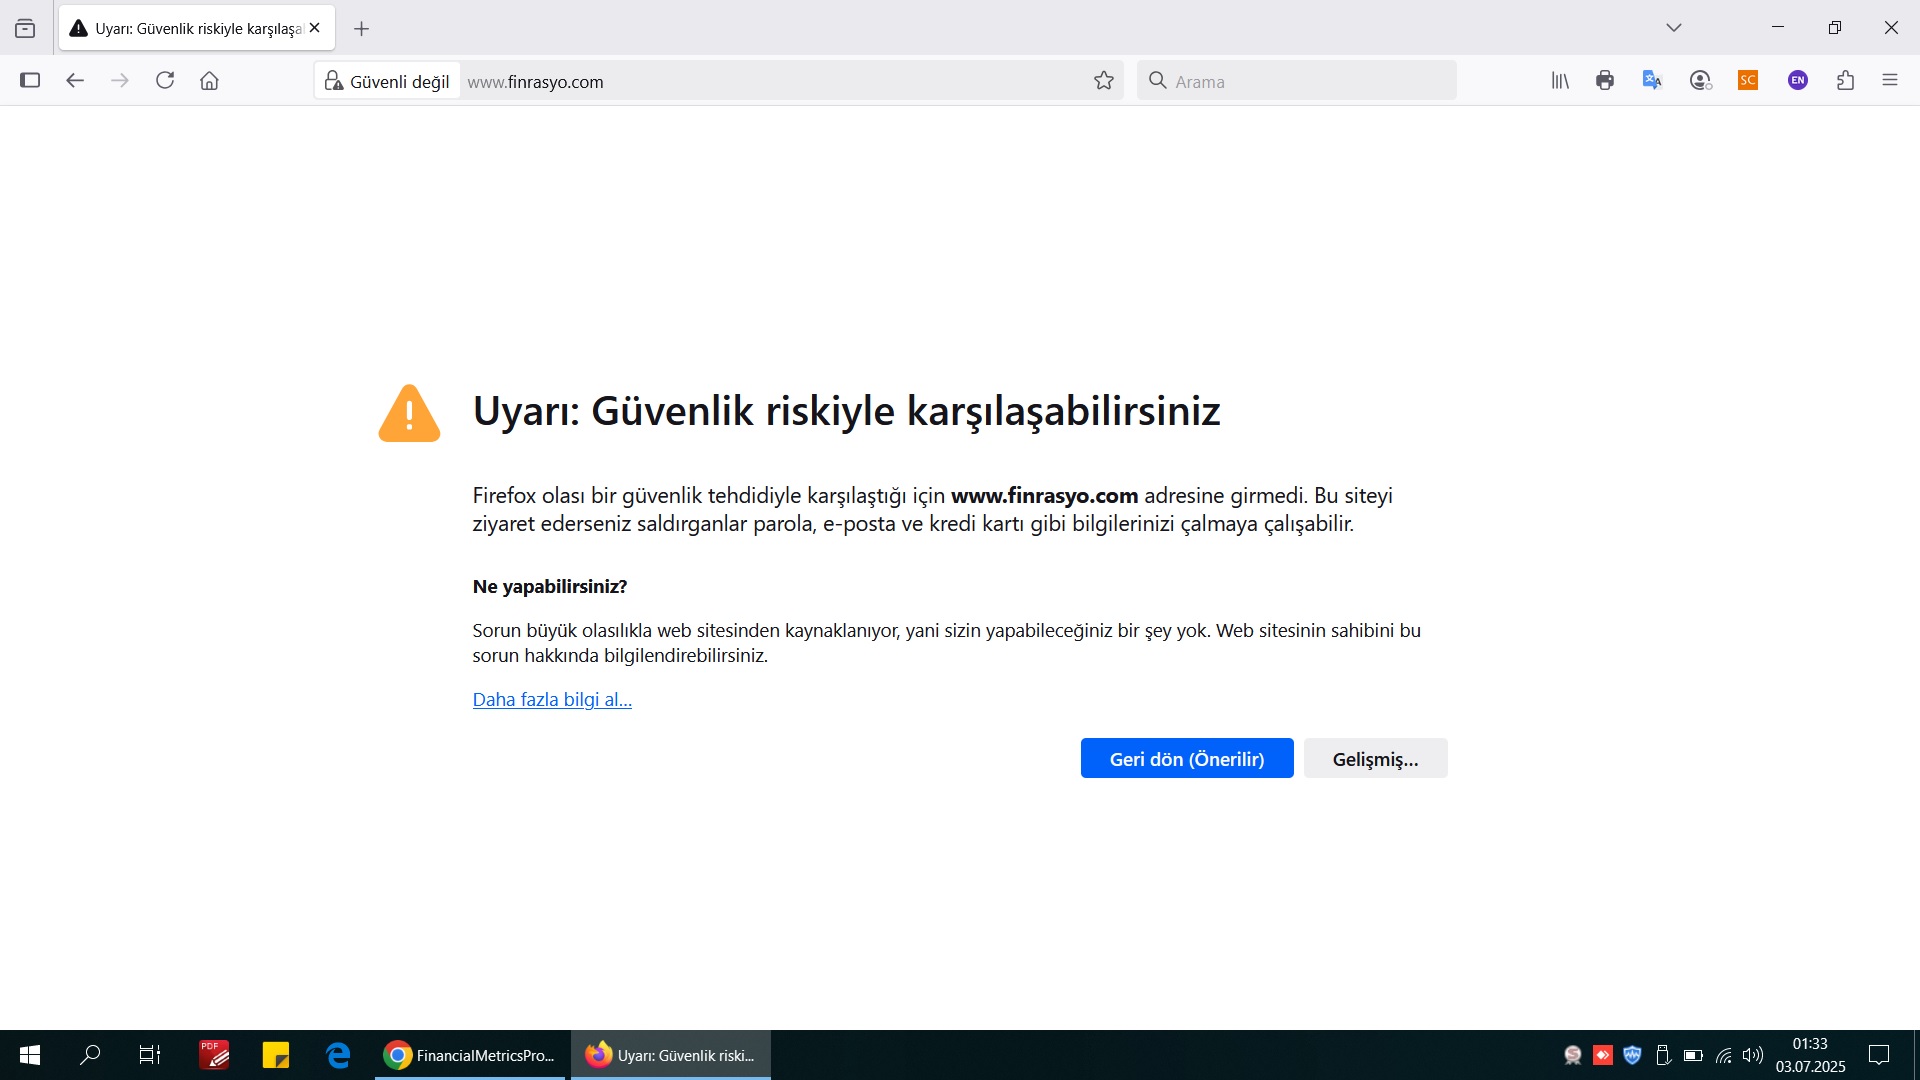 Uyarı: Güvenlik riskiyle karşılaşa
Güvenli değil
www.finrasyo.com
Arama
SC
EN
Uyarı: Güvenlik riskiyle karşılaşabilirsiniz
Firefox olası bir güvenlik tehdidiyle karşılaştığı için www.finrasyo.com adresine girmedi. Bu siteyi
ziyaret ederseniz saldırganlar parola, e-posta ve kredi kartı gibi bilgilerinizi çalmaya çalışabilir.
Ne yapabilirsiniz?
Sorun büyük olasılıkla web sitesinden kaynaklanıyor, yani sizin yapabileceğiniz bir şey yok. Web sitesinin sahibini bu
sorun hakkında bilgilendirebilirsiniz.
Daha fazla bilgi al...
Geri dön (Önerilir)
Gelişmiş...
PDF
FinancialMetricsPro...
Uyarı: Güvenlik riski...
01:33
03.07.2025